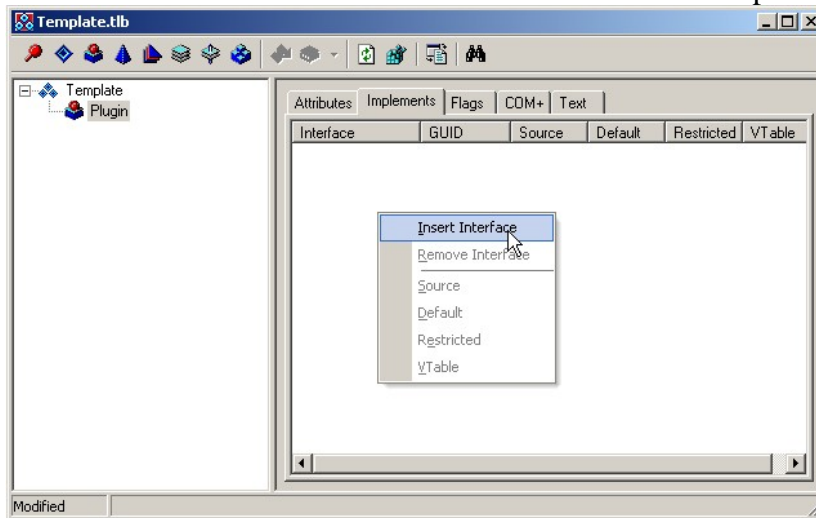 Template.tlb
Template
Plugin
Attributes Implements Flags COM+ Text
Interface GUID Source Default Restricted VTable
Insert Interface
Remove Interface
Source
Default
Restricted
VTable
Modified